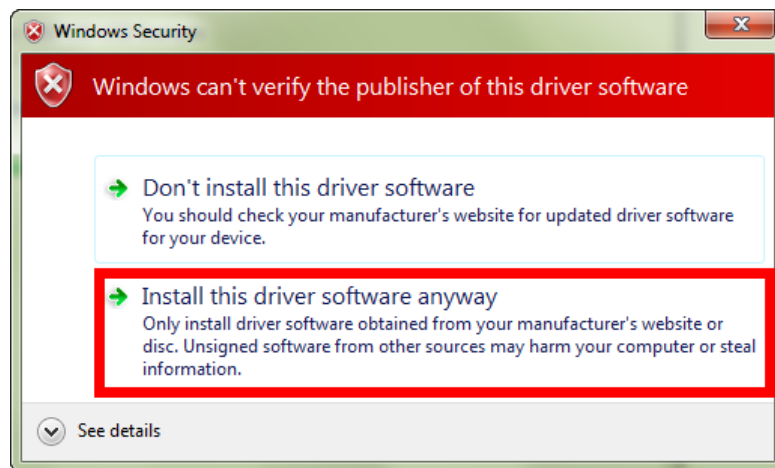 Windows Security
Windows can't verify the publisher of this driver software
Don't install this driver software
You should check your manufacturer's website for updated driver software
for your device.
Install this driver software anyway
Only install driver software obtained from your manufacturer's website or
disc. Unsigned software from other sources may harm your computer or steal
information.
See details